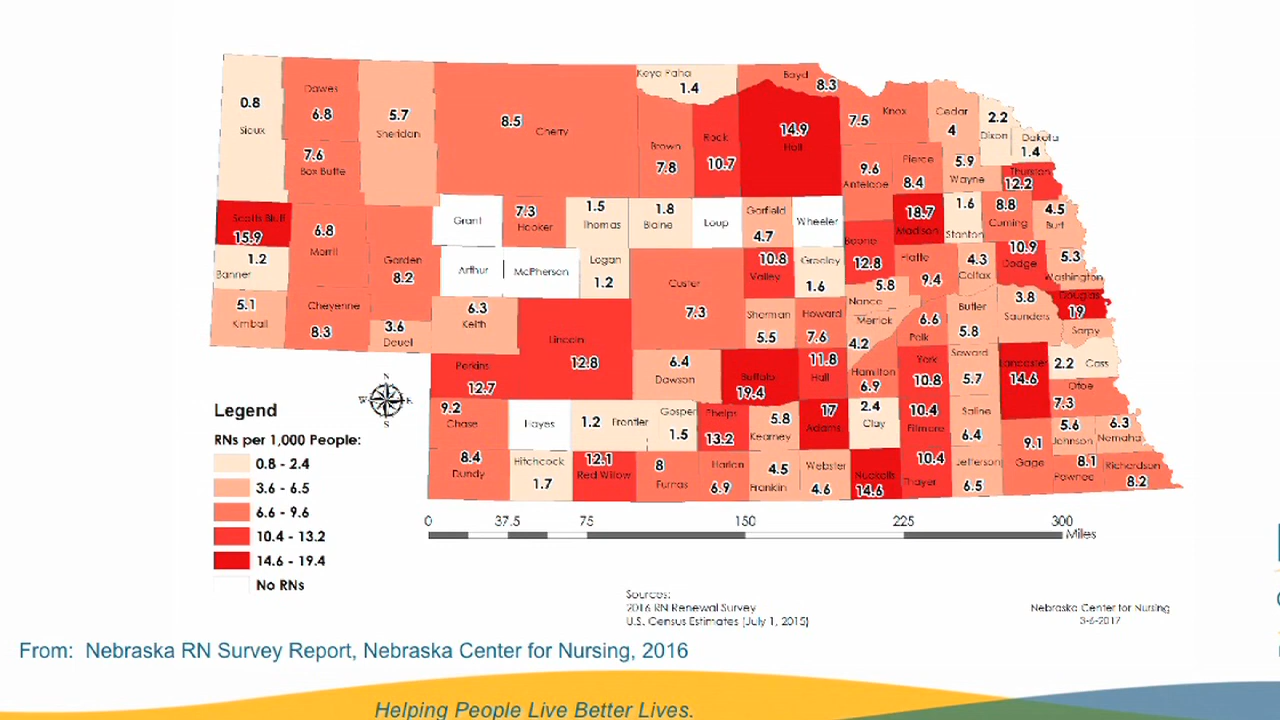 Keya Paha
1.4
Boyd
8.3
Dawes
6.8
0.8
Sioux
5.7
Sheridan
8.5
Cherry
Brown
7.8
Rock
10.7
14.9
Holt
7.5
Knox
Cedar
4
2.2
Dixon
Dakota
1.4
7.6
Box Butte
9.6
Antelope
Pierce
8.4
5.9
Wayne
Thurston
12.2
Scotts Bluff
15.9
6.8
Morrill
Garden
8.2
Grant
7.3
Hooker
1.5
Thomas
1.8
Blaine
Loup
Garfield
4.7
Wheeler
Boone
12.8
18.7
Madison
1.6
Stanton
8.8
Cuming
4.5
Burt
1.2
Banner
Arthur
McPherson
Logan
1.2
Custer
7.3
10.8
Valley
Greeley
1.6
Platte
9.4
4.3
Colfax
10.9
Dodge
5.3
Washington
5.1
Kimball
Cheyenne
8.3
3.6
Deuel
6.3
Keith
Lincoln
12.8
Sherman
5.5
Howard
7.6
5.8
Nance
Merrick
4.2
6.6
Polk
Butler
5.8
3.8
Saunders
Douglas
19
Sarpy
Perkins
12.7
6.4
Dawson
Buffalo
19.4
11.8
Hall
Hamilton
6.9
York
10.8
Seward
5.7
Lancaster
14.6
2.2 Cass
Otoe
7.3
9.2
Chase
Hayes
1.2 Frontier
Gosper
1.5
Phelps
13.2
5.8
Kearney
17
Adams
2.4
Clay
10.4
Fillmore
Saline
6.4
9.1
Gage
5.6
Johnson
6.3
Nemaha
8.4
Dundy
Hitchcock
1.7
12.1
Red Willow
8
Furnas
Harlan
6.9
4.5
Franklin
Webster
4.6
Nuckolls
14.6
10.4
Thayer
Jefferson
6.5
8.1
Pawnee
Richardson
8.2
N
W E
S
Legend
RNs per 1,000 People:
0.8 - 2.4
3.6 - 6.5
6.6 - 9.6
10.4 - 13.2
14.6 - 19.4
No RNs
0 37.5 75 150 225 300
Miles
Sources:
2016 RN Renewal Survey
U.S. Census Estimates (July 1, 2015)
Nebraska Center for Nursing
3-6-2017
From: Nebraska RN Survey Report, Nebraska Center for Nursing, 2016
Helping People Live Better Lives.